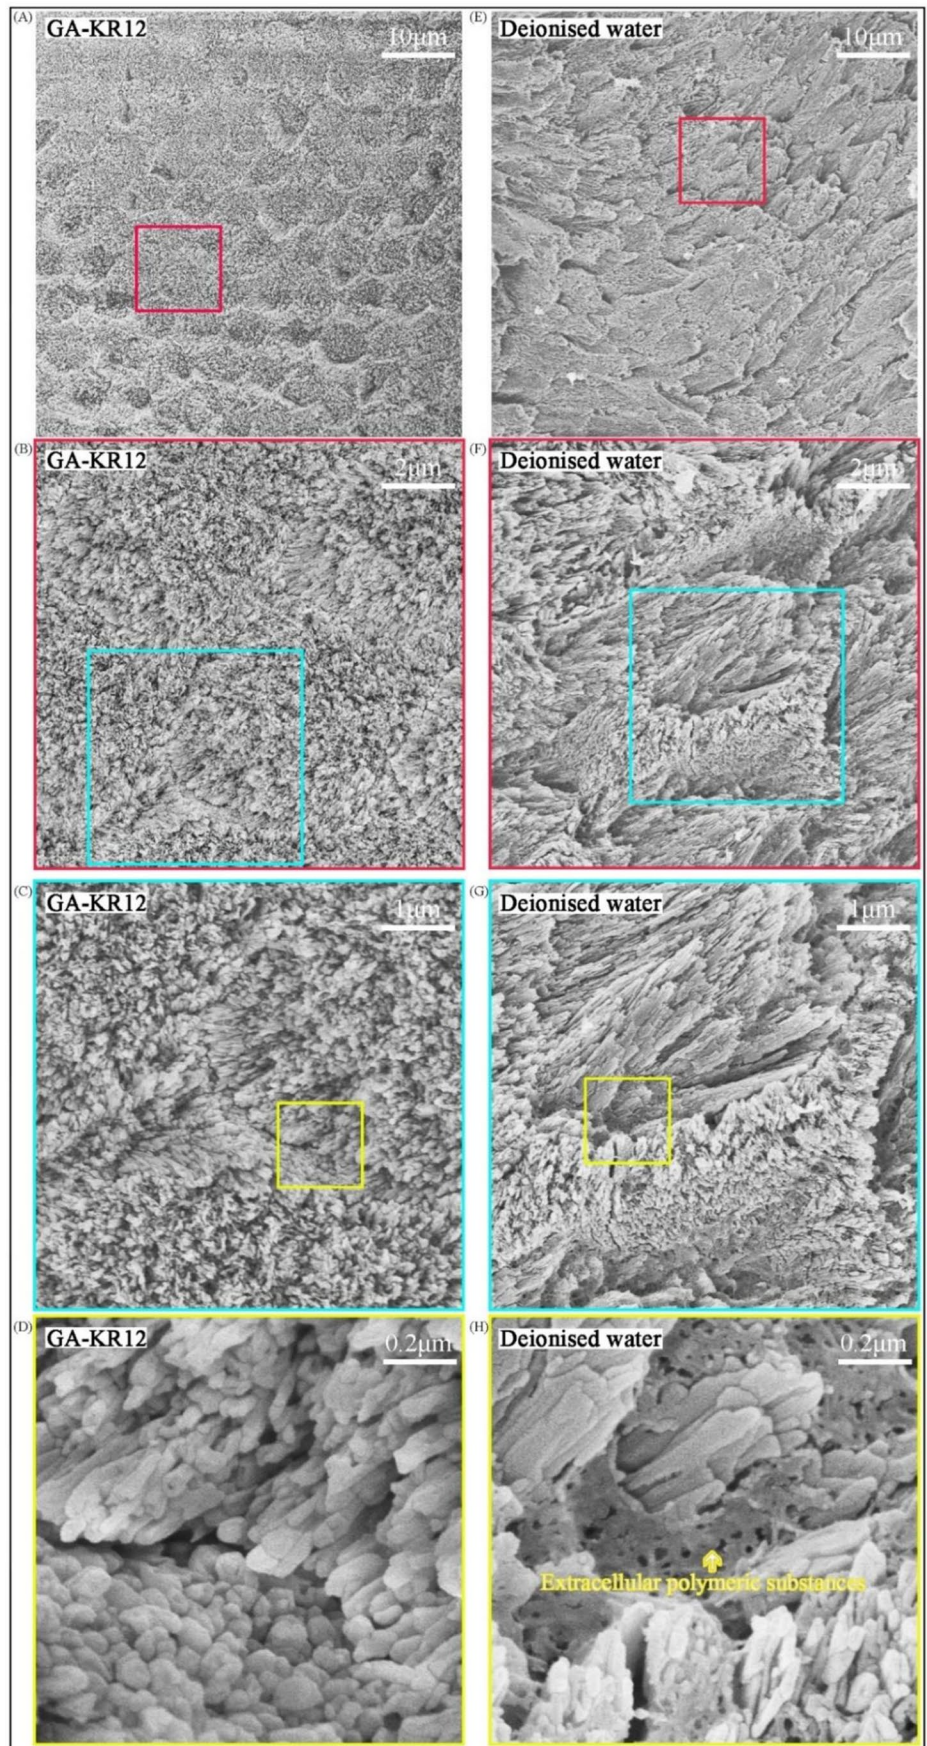 (A) GA-KR12 10μm
(E) Deionised water 10μm
(B) GA-KR12 2μm
(F) Deionised water 2μm
(C) GA-KR12 1μm
(G) Deionised water 1μm
(D) GA-KR12 0.2μm
(H) Deionised water 0.2μm
Extracellular polymeric substances